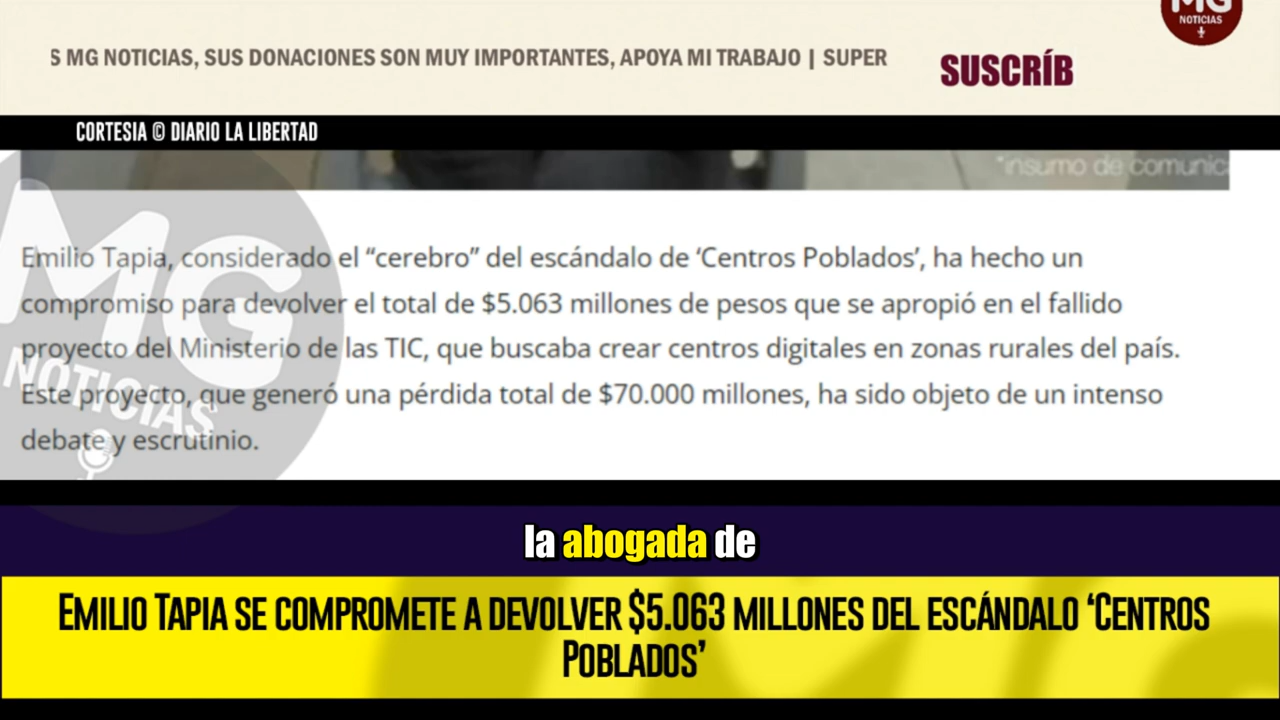 S MG NOTICIAS, SUS DONACIONES SON MUY IMPORTANTES, APOYA MI TRABAJO | SUPER
SUSCRÍB
MG
NOTICIAS
CORTESIA © DIARIO LA LIBERTAD
*insumo de comunic
Emilio Tapia, considerado el “cerebro” del escándalo de ‘Centros Poblados’, ha hecho un
compromiso para devolver el total de $5.063 millones de pesos que se apropió en el fallido
proyecto del Ministerio de las TIC, que buscaba crear centros digitales en zonas rurales del país.
Este proyecto, que generó una pérdida total de $70.000 millones, ha sido objeto de un intenso
debate y escrutinio.
MG
NOTICIAS
la abogada de
EMILIO TAPIA SE COMPROMETE A DEVOLVER $5.063 MILLONES DEL ESCÁNDALO ‘CENTROS
POBLADOS’